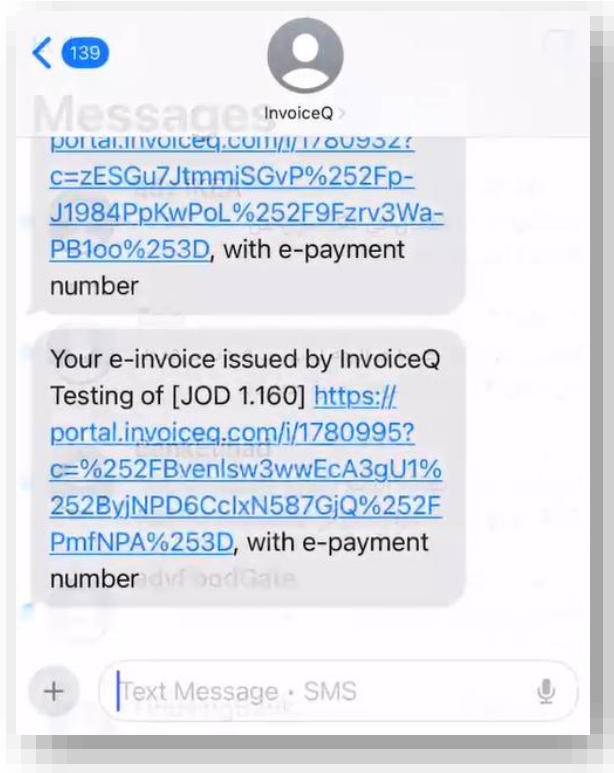 139
InvoiceQ
Messages
portal.invoiceq.com/i/1780932?
c=zESGu7JtmmiSGvP%252Fp-
J1984PpKwPoL%252F9Fzrv3Wa-
PB1oo%253D, with e-payment
number
Your e-invoice issued by InvoiceQ
Testing of [JOD 1.160] https://
portal.invoiceq.com/i/1780995?
c=%252FBvenlsw3wwEcA3gU1%
252ByjNPD6CclxN587GjQ%252F
PmfNPA%253D, with e-payment
number
Text Message • SMS